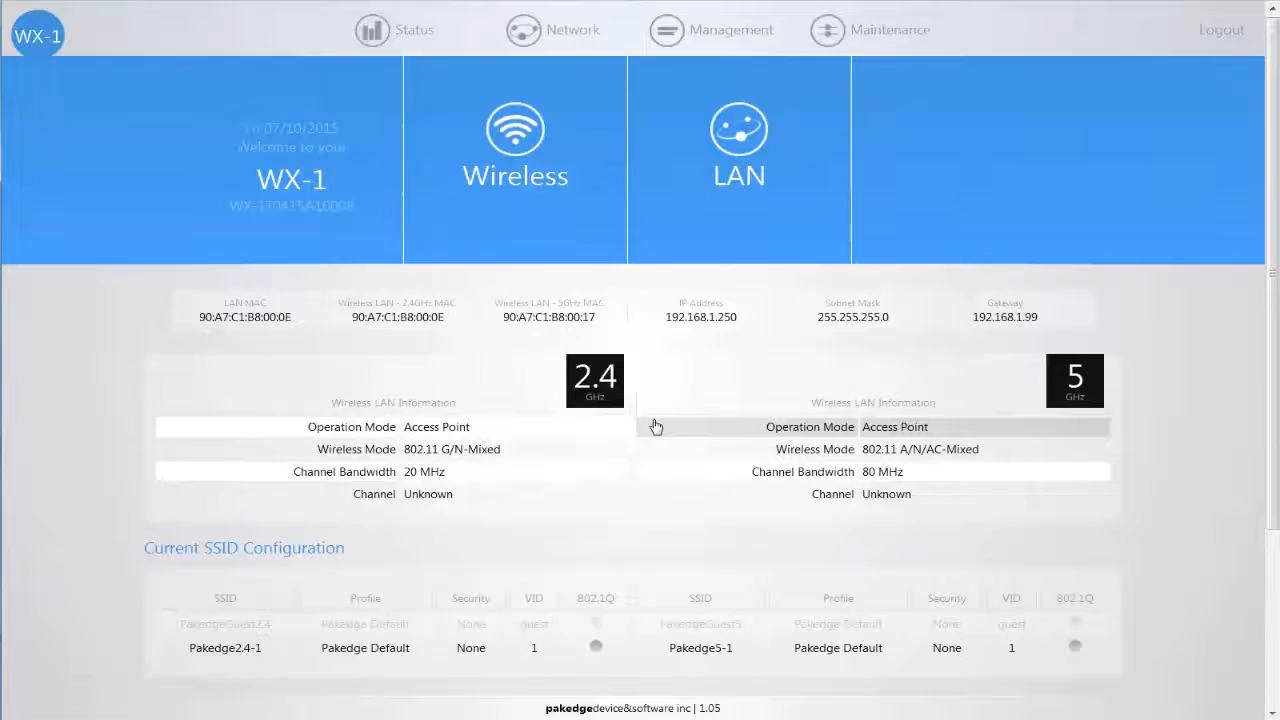 WX-1
Status
Network
Management
Maintenance
Logout
Fri 07/10/2015
Welcome to your
WX-1
Wireless
LAN
LAN MAC
Wireless LAN - 2.4GHz MAC
Wireless LAN - 5GHz MAC
IP Address
Subnet Mask
Gateway
90:A7:C1:B8:00:0E
90:A7:C1:B8:00:0E
90:A7:C1:B8:00:17
192.168.1.250
255.255.255.0
192.168.1.99
2.4
GHz
Wireless LAN Information
Operation Mode Access Point
Wireless Mode 802.11 G/N-Mixed
Channel Bandwidth 20 MHz
Channel Unknown
5
GHz
Wireless LAN Information
Operation Mode Access Point
Wireless Mode 802.11 A/N/AC-Mixed
Channel Bandwidth 80 MHz
Channel Unknown
Current SSID Configuration
SSID Profile Security VID 802.1Q SSID Profile Security VID 802.1Q
PakedgeGuest2.4 Pakedge Default None guest PakedgeGuest5 Pakedge Default None guest
Pakedge2.4-1 Pakedge Default None 1 Pakedge5-1 Pakedge Default None 1
pakedgedevice&software inc | 1.05